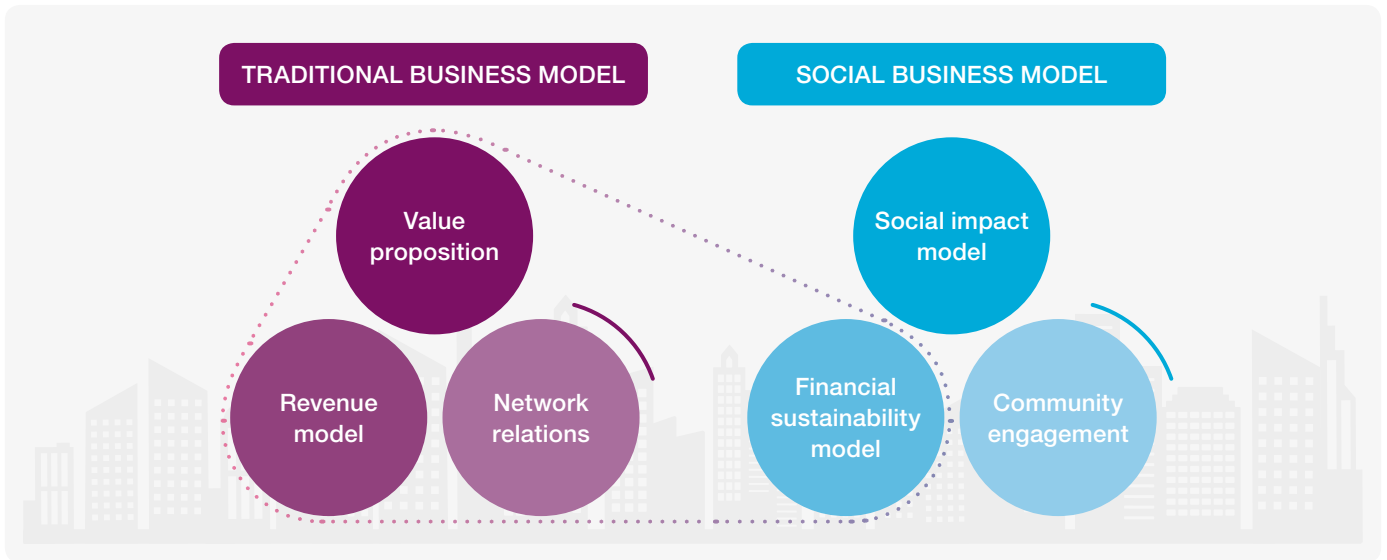 TRADITIONAL BUSINESS MODEL
SOCIAL BUSINESS MODEL
Value
proposition
Social impact
model
Revenue
model
Network
relations
Financial
sustainability
model
Community
engagement